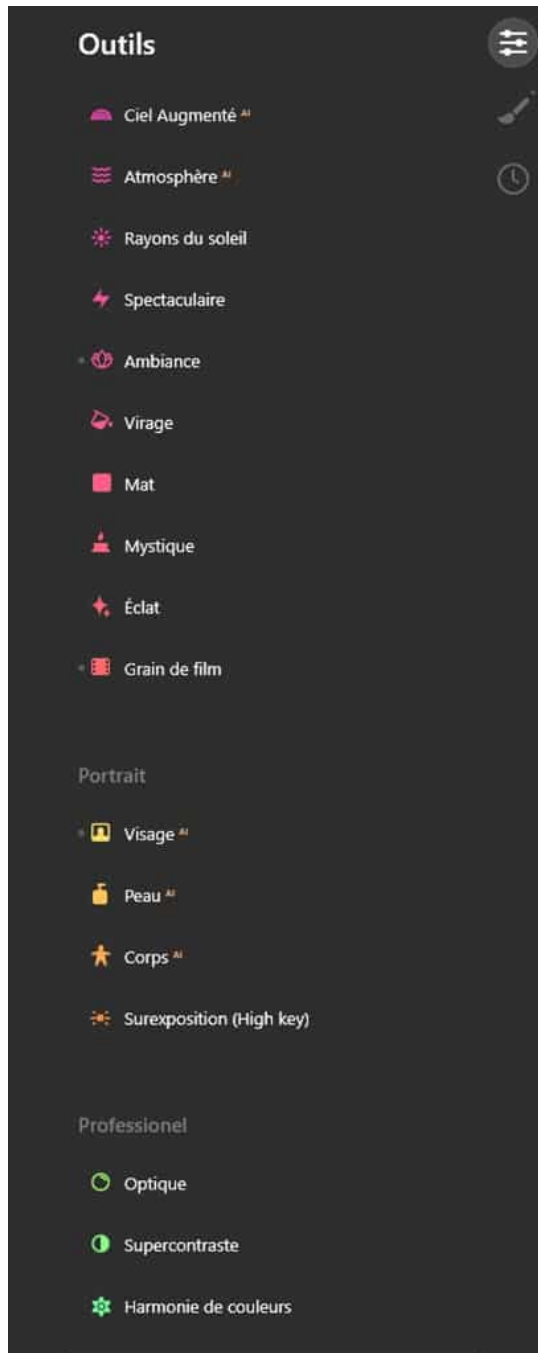 Outils
Ciel Augmenté AI
Atmosphère AI
Rayons du soleil
Spectaculaire
Ambiance
Virage
Mat
Mystique
Éclat
Grain de film
Portrait
Visage AI
Peau AI
Corps AI
Surexposition (High key)
Professionel
Optique
Supercontraste
Harmonie de couleurs